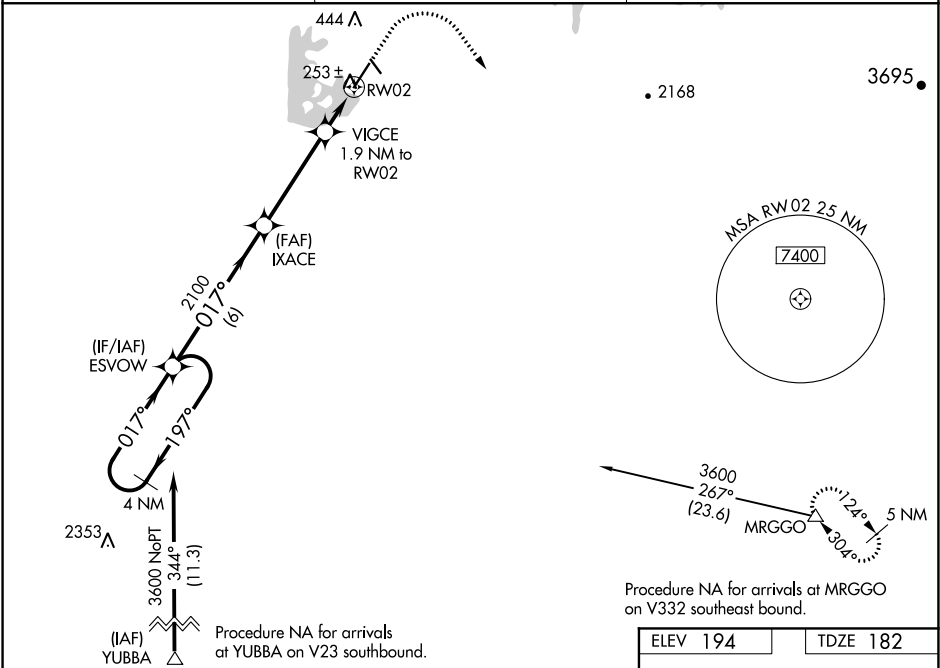 444
253 ±
RW02
2168
3695
VIGCE
1.9 NM to
RW02
MSA RW02 25 NM
7400
(FAF)
IXACE
2100
017°
(6)
(IF/IAF)
ESVOW
017°
197°
4 NM
2353
3600 NoPT
344°
(11.3)
3600
267°
(23.6)
MRGGO
124°
304°
5 NM
Procedure NA for arrivals at MRGGO
on V332 southeast bound.
(IAF)
YUBBA
Procedure NA for arrivals
at YUBBA on V23 southbound.
ELEV 194
TDZE 182